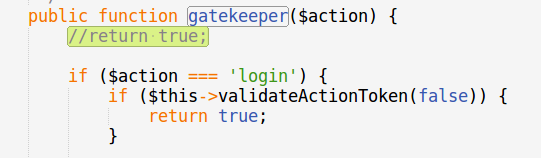 public function gatekeeper($action) {
//return true;
if ($action === 'login') {
if ($this->validateActionToken(false)) {
return true;
}